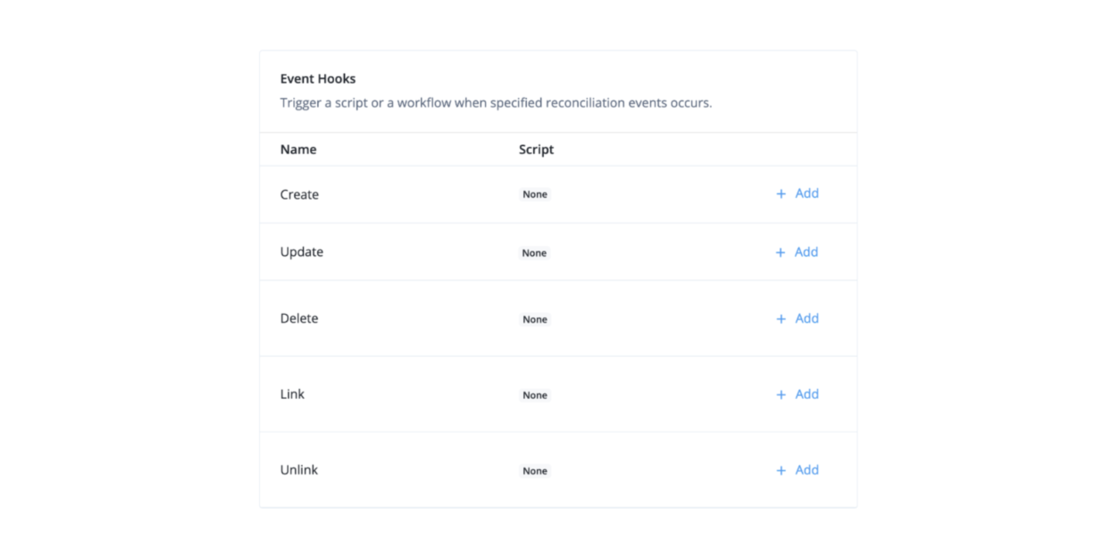 Event Hooks
Trigger a script or a workflow when specified reconciliation events occurs.
Name Script
Create None + Add
Update None + Add
Delete None + Add
Link None + Add
Unlink None + Add